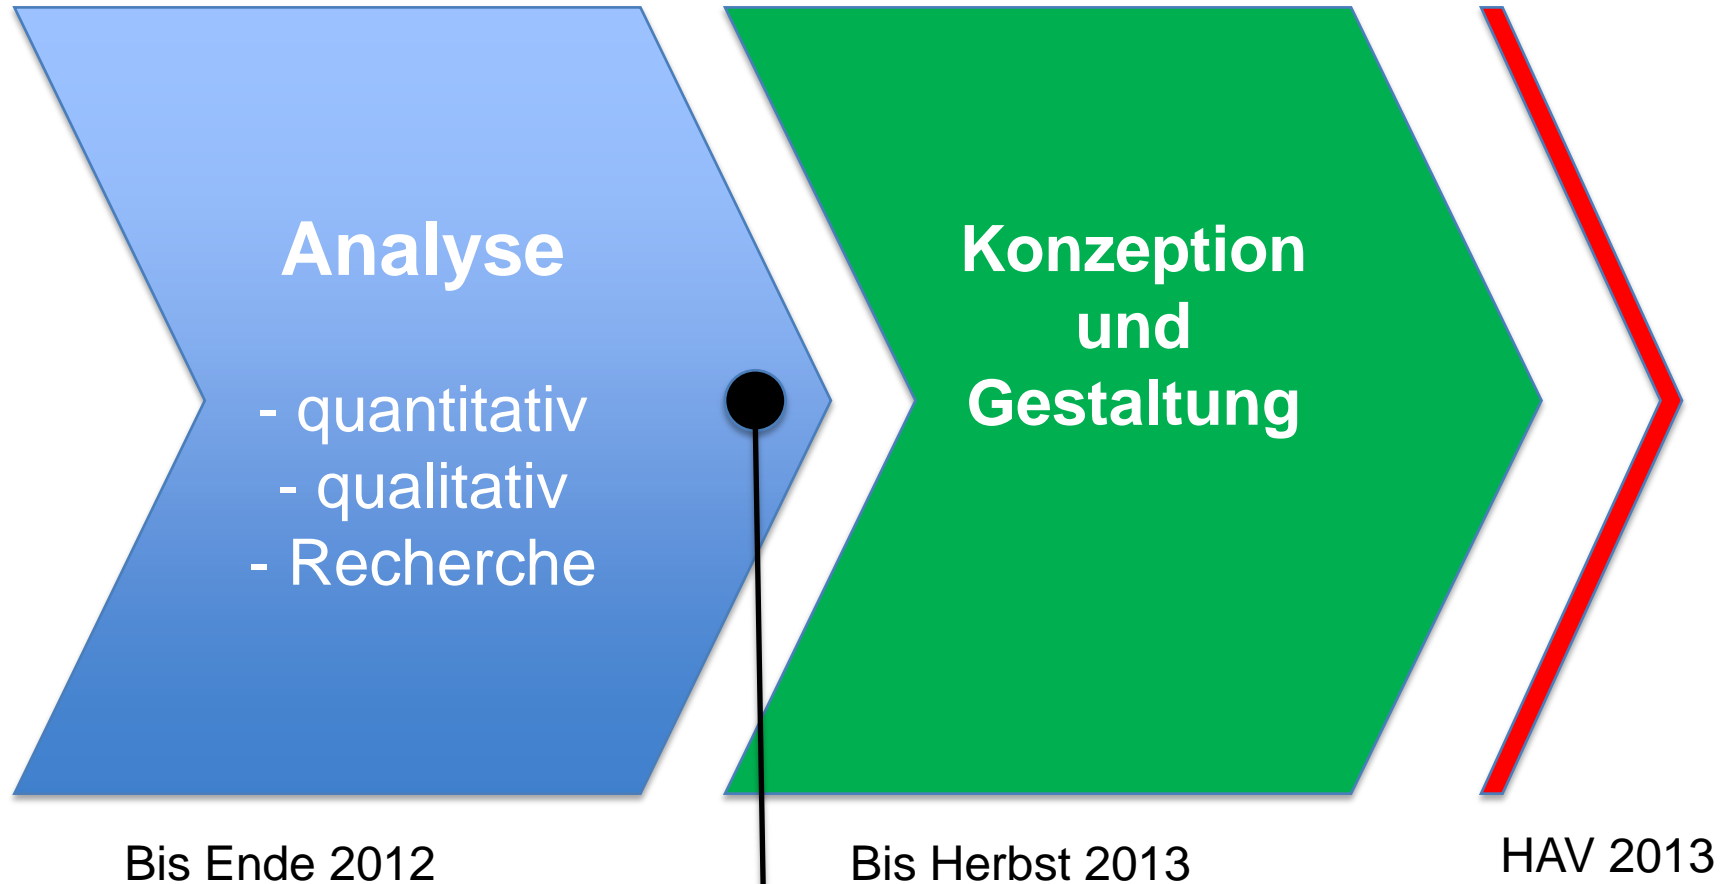 Analyse
- quantitativ
- qualitativ
- Recherche
Konzeption
und
Gestaltung
Bis Ende 2012
Bis Herbst 2013
HAV 2013